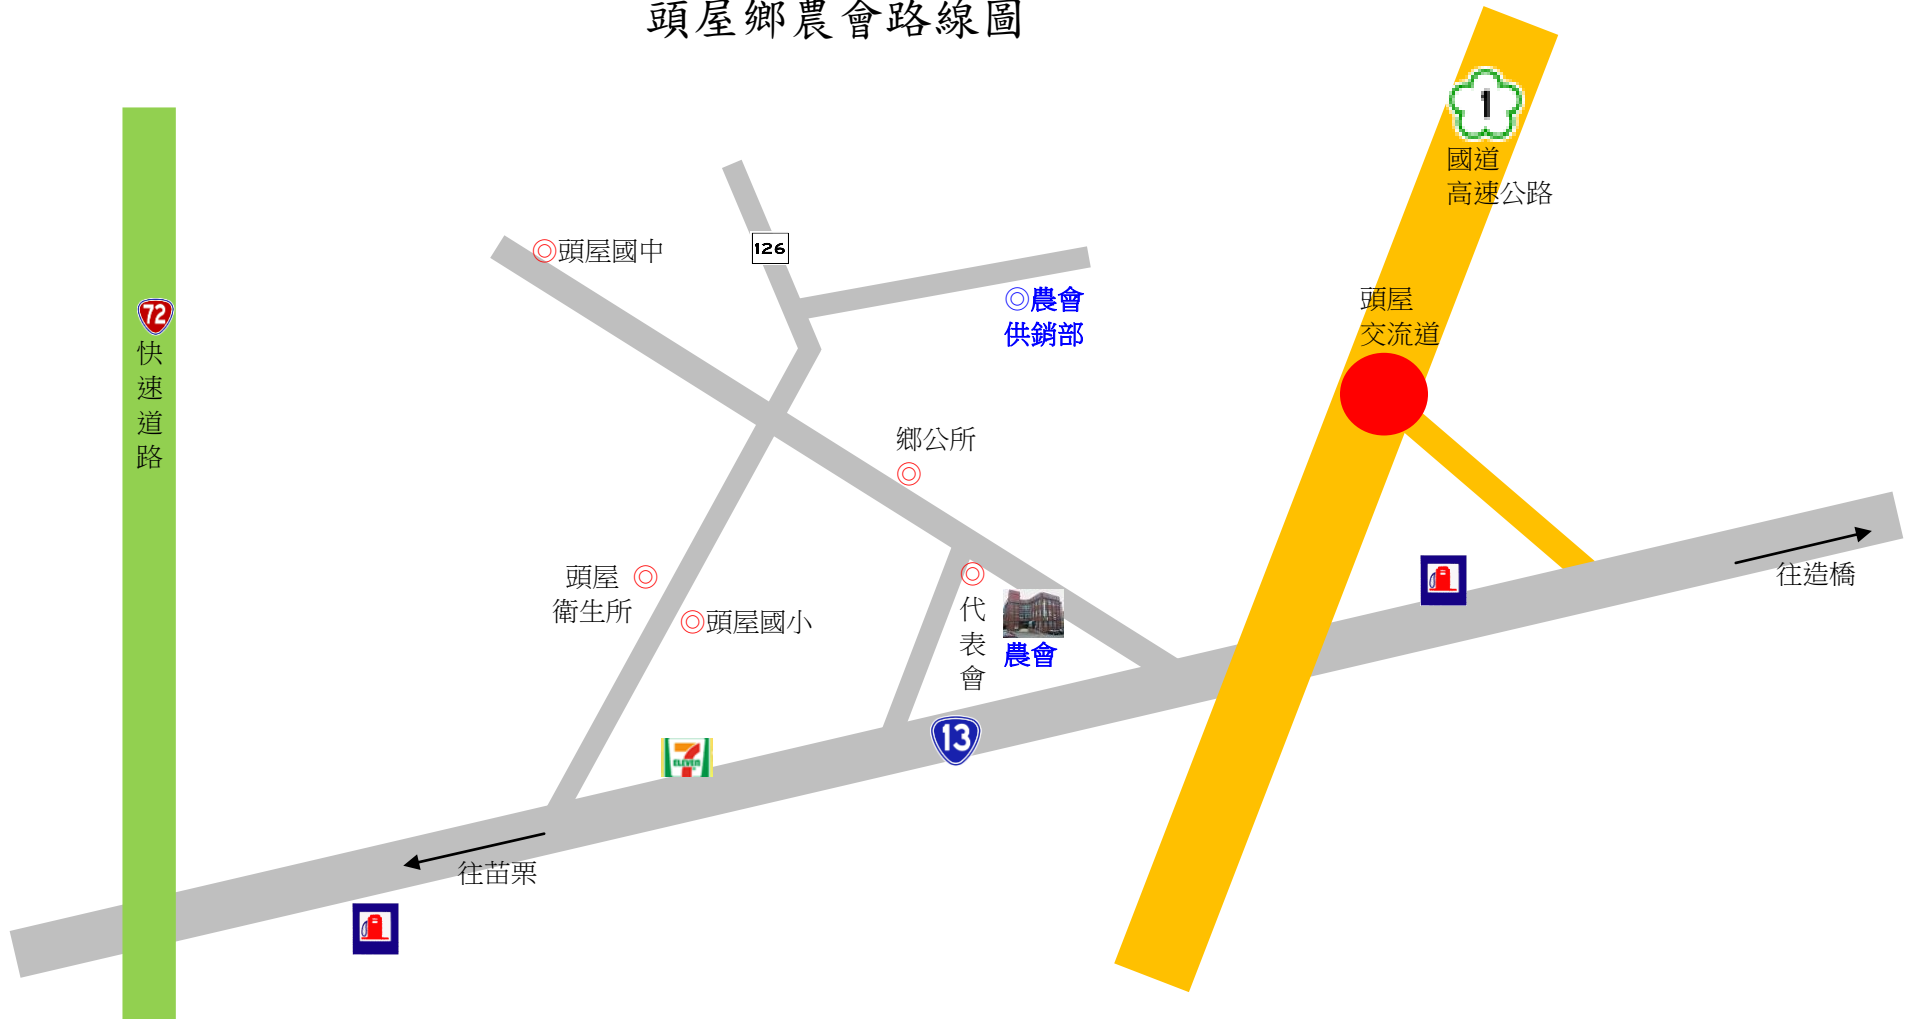 頭屋鄉農會路線圖
1
國道
高速公路
126
◎頭屋國中
◎農會
供銷部
頭屋
交流道
72
快
速
道
路
鄉公所
◎
頭屋 ◎
衛生所
◎頭屋國小
◎
代
表
會
農會
往造橋
13
7
ELEVEN
往苗栗